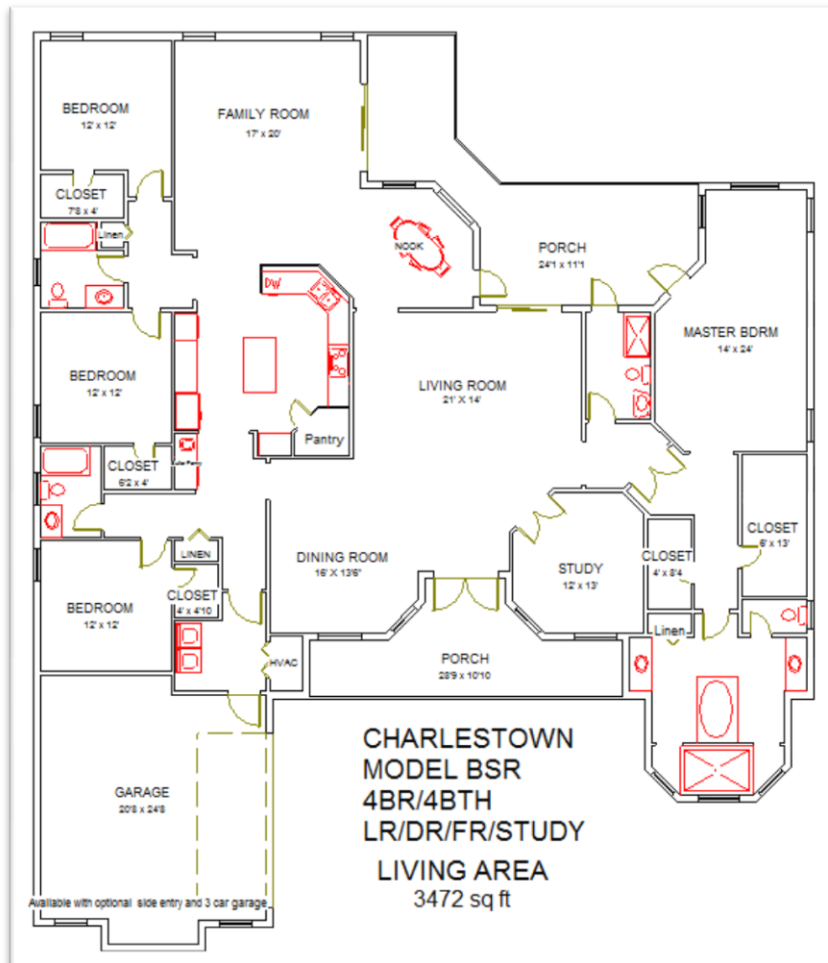 BEDROOM
12' x 12'
FAMILY ROOM
17' x 20'
CLOSET
7'8 x 4'
Linen
NOOK
PORCH
24'1 x 11'1
BEDROOM
12' x 12'
LIVING ROOM
21' X 14'
MASTER BDRM
14' x 24'
DW
Pantry
CLOSET
6'2 x 4'
LINEN
DINING ROOM
16' X 13'6"
STUDY
12' x 13'
CLOSET
4' x 8'4
CLOSET
6' x 13'
BEDROOM
12' x 12'
CLOSET
4' x 4'10
Linen
HVAC
PORCH
28'9 x 10'10
GARAGE
20'8 x 24'8
Available with optional side entry and 3 car garage
CHARLESTOWN
MODEL BSR
4BR/4BTH
LR/DR/FR/STUDY
LIVING AREA
3472 sq ft